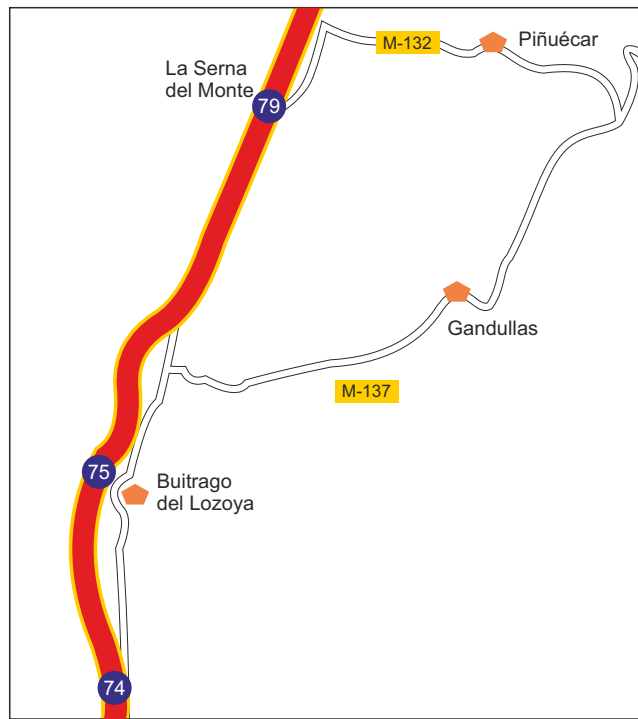 M-132
Piñuécar
La Serna
del Monte
79
Gandullas
M-137
75
Buitrago
del Lozoya
74